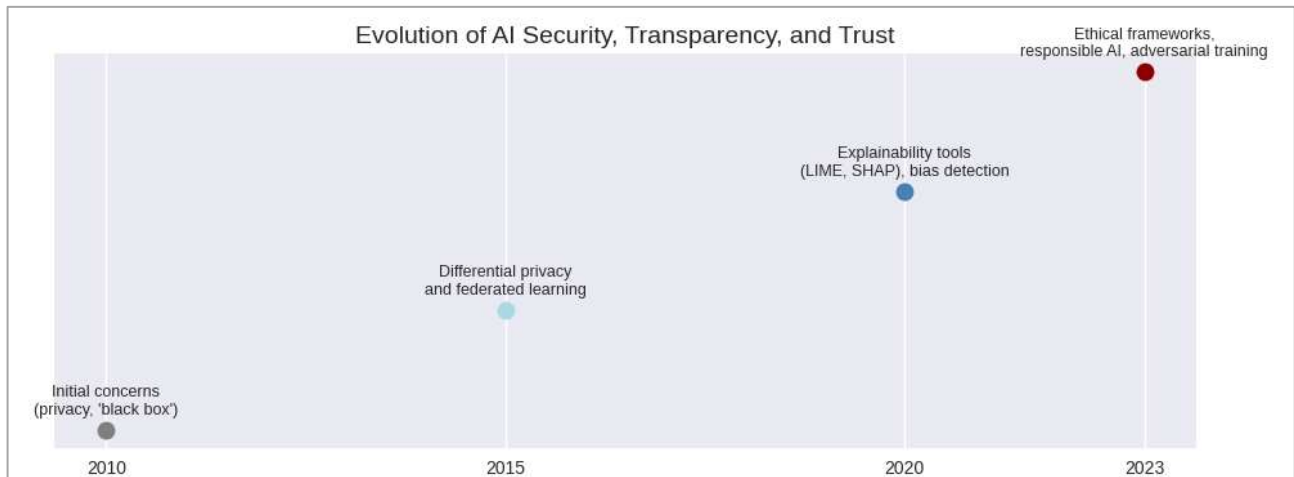 Evolution of AI Security, Transparency, and Trust
Ethical frameworks,
responsible AI, adversarial training
Explainability tools
(LIME, SHAP), bias detection
Differential privacy
and federated learning
Initial concerns
(privacy, 'black box')
2010
2015
2020
2023